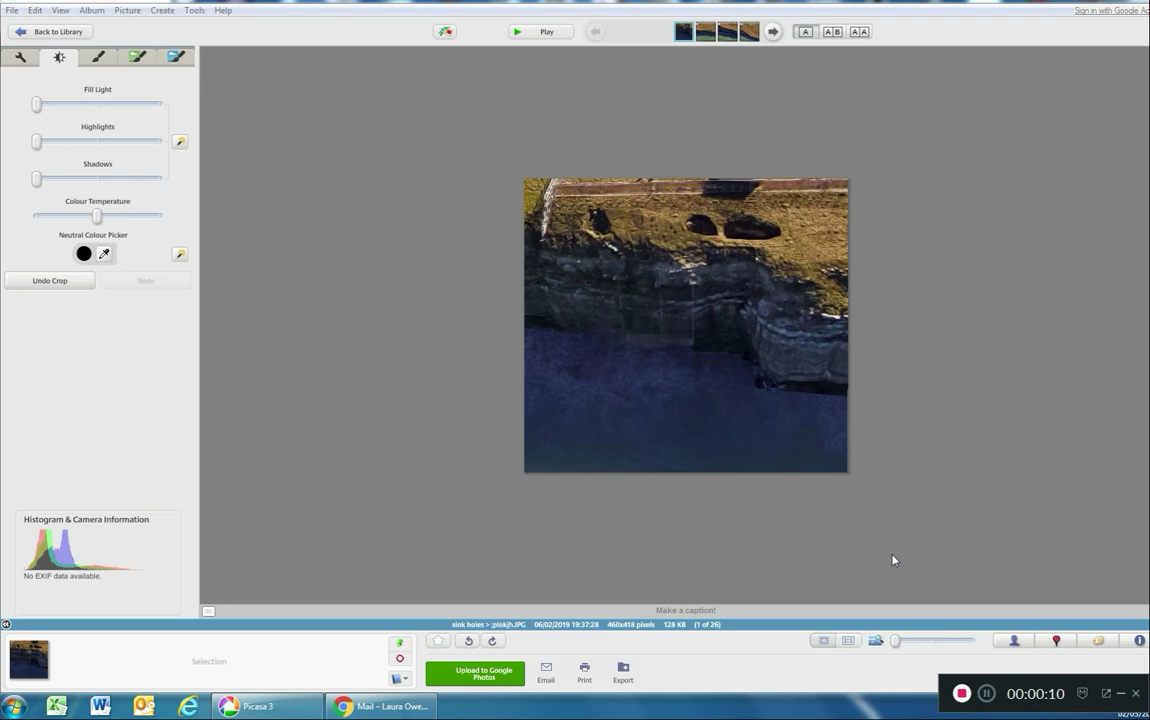 File Edit View Album Picture Create Tools Help
Sign in with Google Ac
Back to Library
Play
A
AB
AA
Fill Light
Highlights
Shadows
Colour Temperature
Neutral Colour Picker
Undo Crop
Redo
Histogram & Camera Information
No EXIF data available.
Make a caption!
sink holes > :plokjh.JPG 06/02/2019 19:37:28 460x418 pixels 128 KB (1 of 26)
Selection
Upload to Google
Photos
Email
Print
Export
Picasa 3
Mail – Laura Owe...
00:00:10